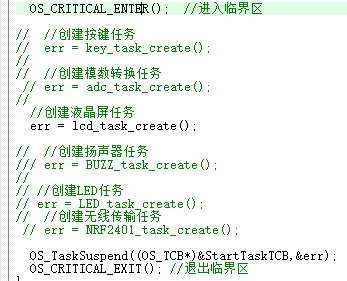 OS_CRITICAL_ENTER();  //进入临界区
//  //创建按键任务
//  err = key_task_create();
//
//  //创建模数转换任务
// // err = adc_task_create();
//
//创建液晶屏任务
err = lcd_task_create();
//  //创建扬声器任务
/// err = BUZZ_task_create();
//
// //创建LED任务
// err = LED_task_create();
//  //创建无线传输任务
// // err = NRF2401_task_create();
OS_TaskSuspend((OS_TCB*)&StartTaskTCB,&err);
OS_CRITICAL_EXIT(); //退出临界区